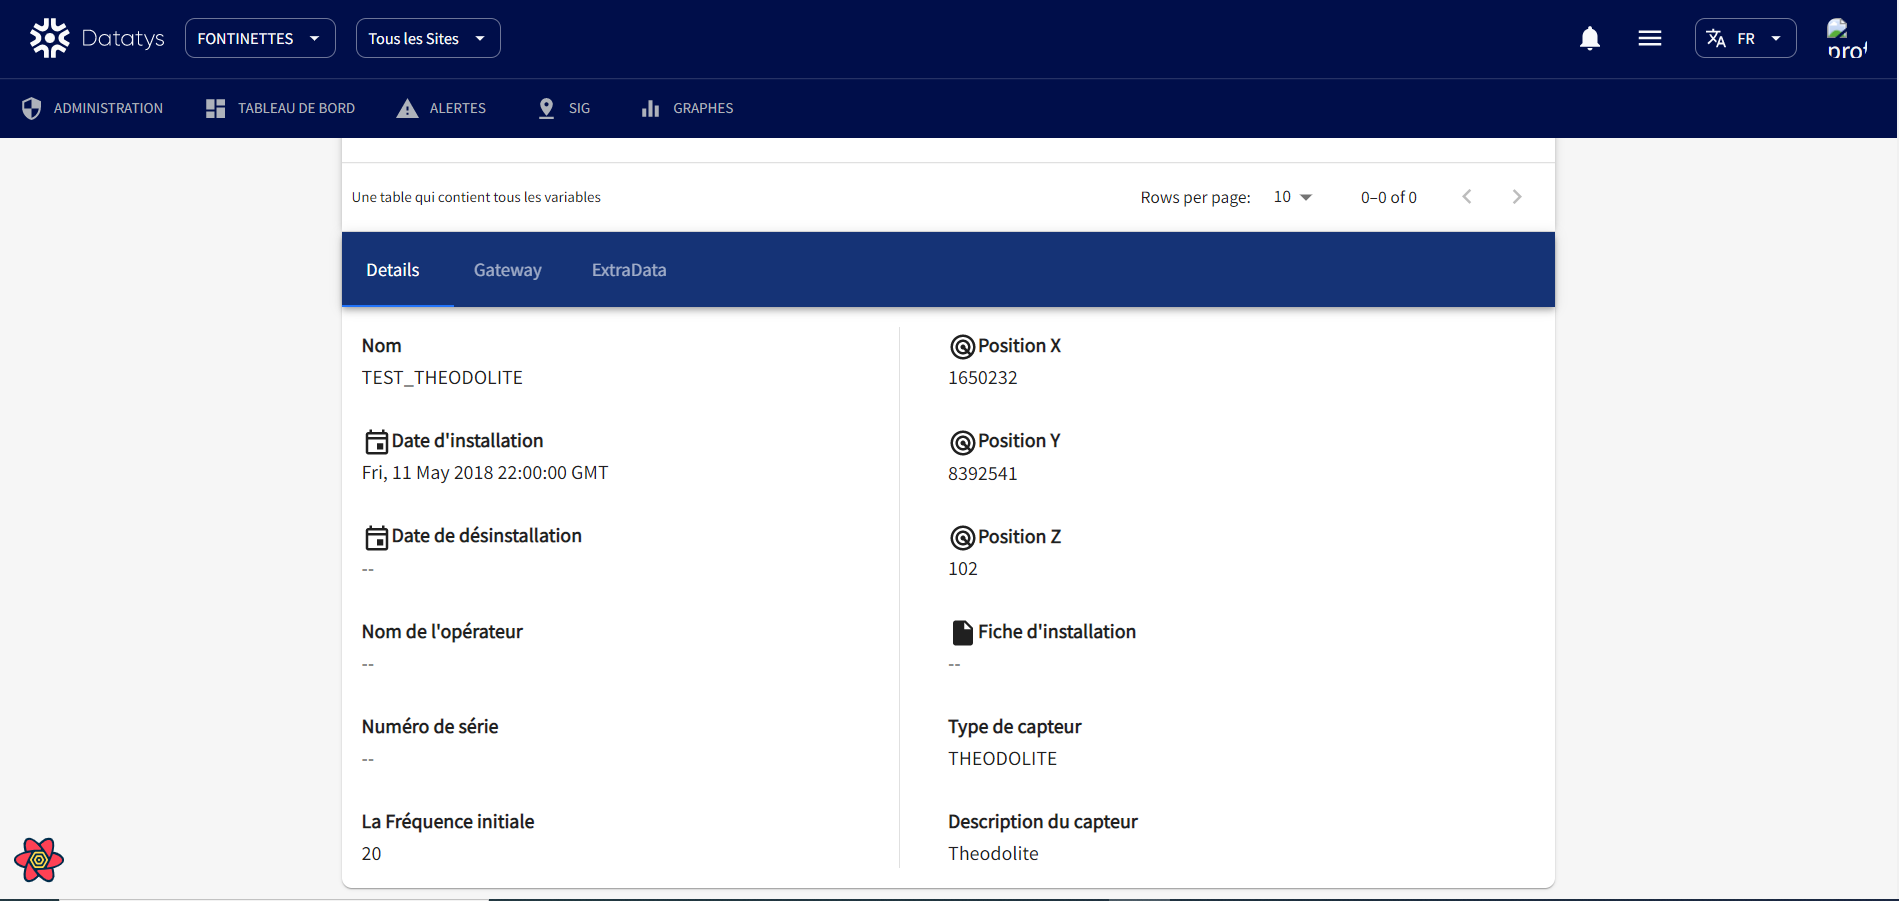 Datatys
FONTINETTES
Tous les Sites
FR
prof
ADMINISTRATION
TABLEAU DE BORD
ALERTES
SIG
GRAPHES
Une table qui contient tous les variables
Rows per page:
10
0–0 of 0
Details
Gateway
ExtraData
Nom
TEST_THEODOLITE
Date d'installation
Fri, 11 May 2018 22:00:00 GMT
Date de désinstallation
--
Nom de l'opérateur
--
Numéro de série
--
La Fréquence initiale
20
Position X
1650232
Position Y
8392541
Position Z
102
Fiche d'installation
--
Type de capteur
THEODOLITE
Description du capteur
Theodolite